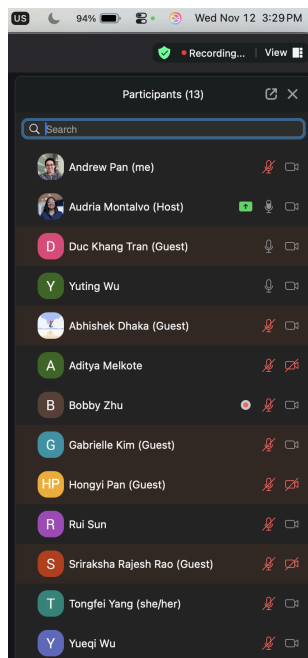 US 94% Wed Nov 12 3:29 PM
Recording... View
Participants (13)
Search
Andrew Pan (me)
Audria Montalvo (Host)
D Duc Khang Tran (Guest)
Y Yuting Wu
Abhishek Dhaka (Guest)
A Aditya Melkote
B Bobby Zhu
G Gabrielle Kim (Guest)
HP Hongyi Pan (Guest)
R Rui Sun
S Sriraksha Rajesh Rao (Guest)
T Tongfei Yang (she/her)
Y Yueqi Wu